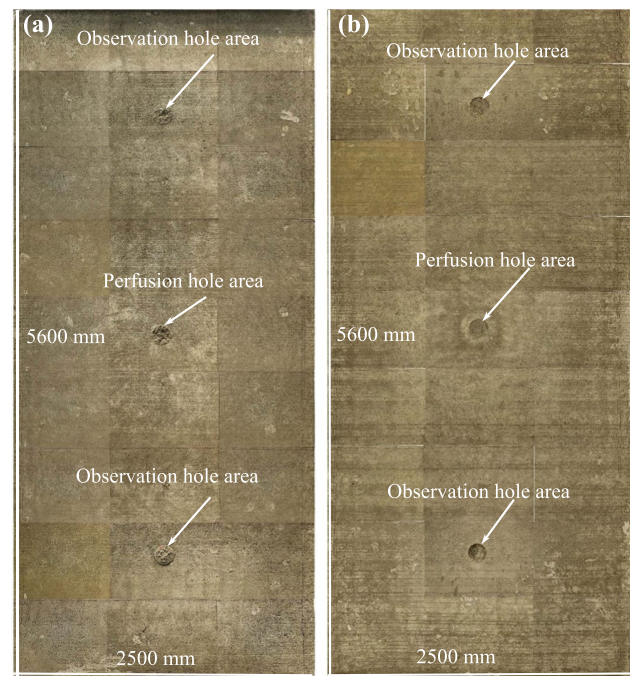 (a)
Observation hole area
Perfusion hole area
5600 mm
Observation hole area
2500 mm
(b)
Observation hole area
Perfusion hole area
5600 mm
Observation hole area
2500 mm